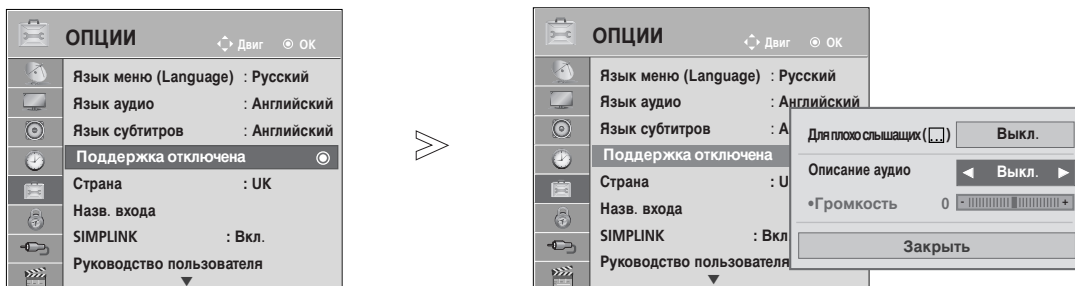 ОПЦИИ
Двиг ОК
Язык меню (Language) : Русский
Язык аудио : Английский
Язык субтитров : Английский
Поддержка отключена
Страна : UK
Назв. входа
SIMPLINK : Вкл.
Руководство пользователя
ОПЦИИ
Двиг ОК
Язык меню (Language) : Русский
Язык аудио : Английский
Язык субтитров : А
Поддержка отключена
Страна : U
Назв. входа
SIMPLINK : Вкл
Руководство пользователя
Для плохо слышащих ( ) Выкл.
Описание аудио ◀ Выкл. ▶
•Громкость 0 - +
Закрыть